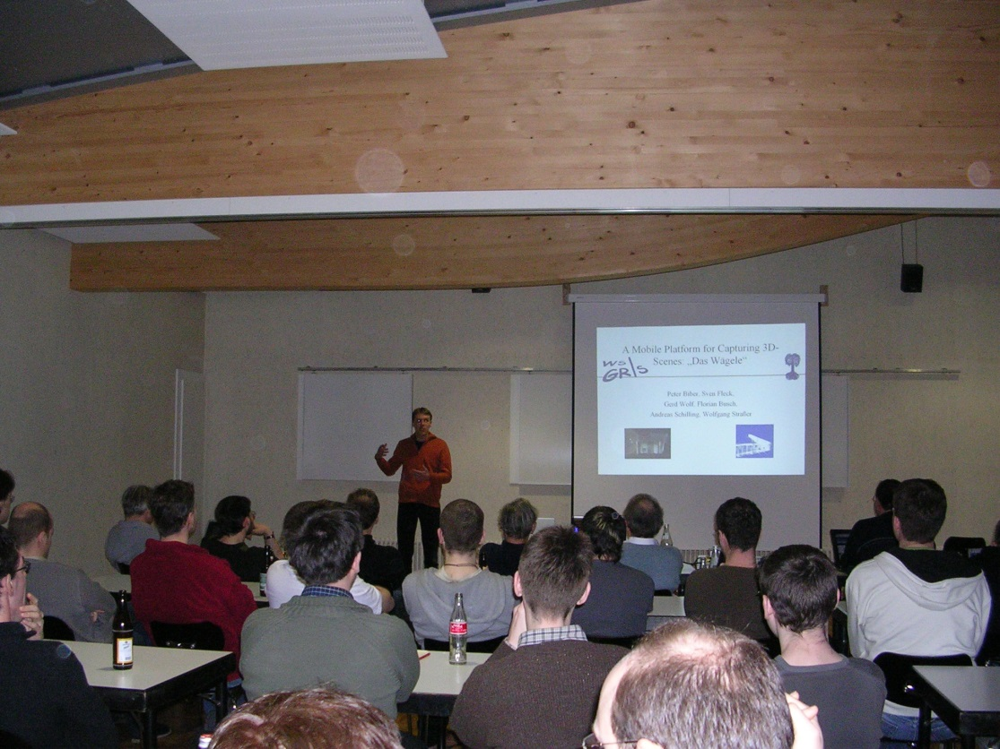 A Mobile Platform for Capturing 3D-
Scenes: „Das Wägele“
WS
GRIS
Peter Biber, Sven Fleck,
Gerd Wolf, Florian Busch,
Andreas Schilling, Wolfgang Straßer